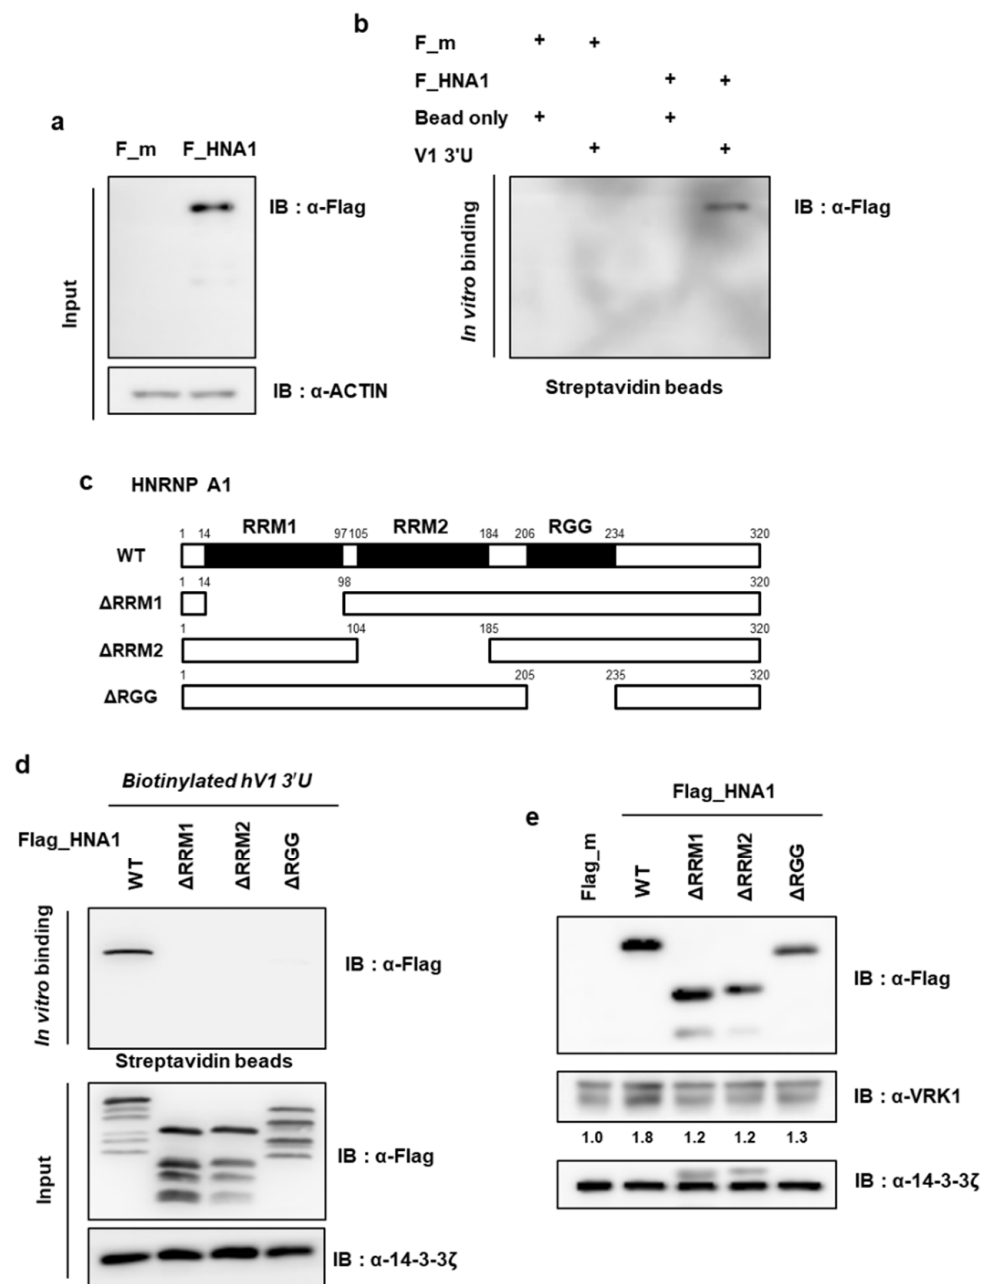 a
F_m F_HNA1
Input
IB : α-Flag
IB : α-ACTIN
b
F_m + +
F_HNA1 + +
Bead only + +
V1 3'U + +
In vitro binding
IB : α-Flag
Streptavidin beads
c HNRNP A1
RRM1 RRM2 RGG
1 14 97 105 184 206 234 320
WT
1 14 98 320
ΔRRM1
1 104 185 320
ΔRRM2
1 205 235 320
ΔRGG
d
Biotinylated hV1 3'U
Flag_HNA1
WT ΔRRM1 ΔRRM2 ΔRGG
In vitro binding
IB : α-Flag
Streptavidin beads
Input
IB : α-Flag
IB : α-14-3-3ζ
e
Flag_HNA1
Flag_m WT ΔRRM1 ΔRRM2 ΔRGG
IB : α-Flag
IB : α-VRK1
1.0 1.8 1.2 1.2 1.3
IB : α-14-3-3ζ